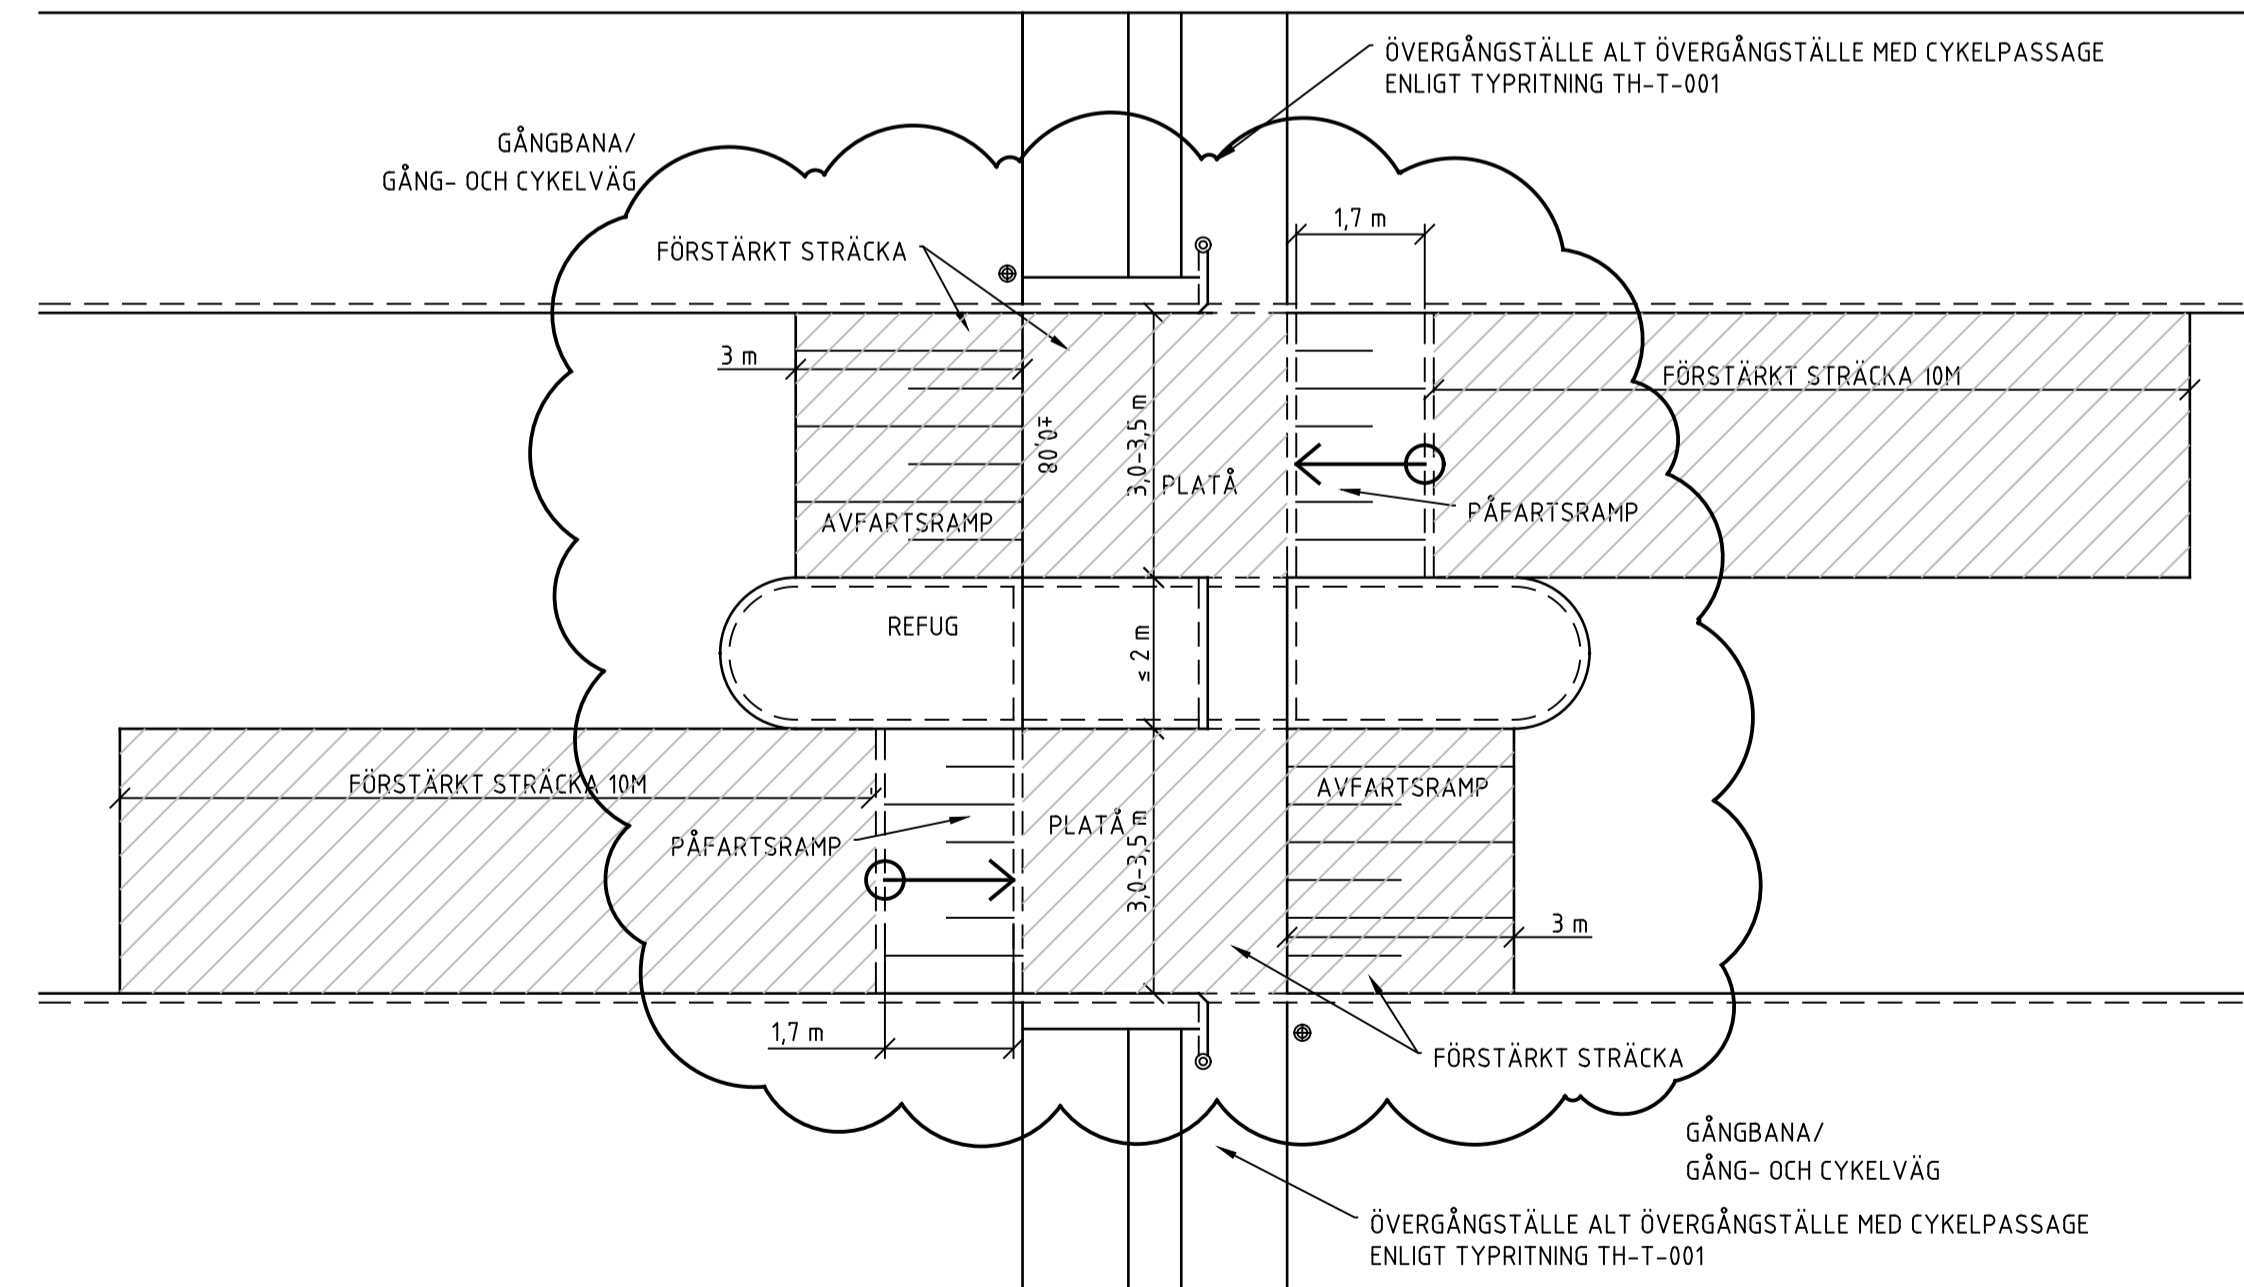 ÖVERGÅNGSTÄLLE ALT ÖVERGÅNGSTÄLLE MED CYKELPASSAGE
ENLIGT TYPRITNING TH-T-001
GÅNGBANA/
GÅNG- OCH CYKELVÄG
1,7 m
FÖRSTÄRKT STRÄCKA
3 m
FÖRSTÄRKT STRÄCKA 10M
±0,08
3,0-3,5 m
PLATÅ
AVFARTSRAMP
PÅFARTSRAMP
REFUG
≤ 2 m
FÖRSTÄRKT STRÄCKA 10M
AVFARTSRAMP
PLATÅ
3,0-3,5 m
PÅFARTSRAMP
3 m
1,7 m
FÖRSTÄRKT STRÄCKA
GÅNGBANA/
GÅNG- OCH CYKELVÄG
ÖVERGÅNGSTÄLLE ALT ÖVERGÅNGSTÄLLE MED CYKELPASSAGE
ENLIGT TYPRITNING TH-T-001